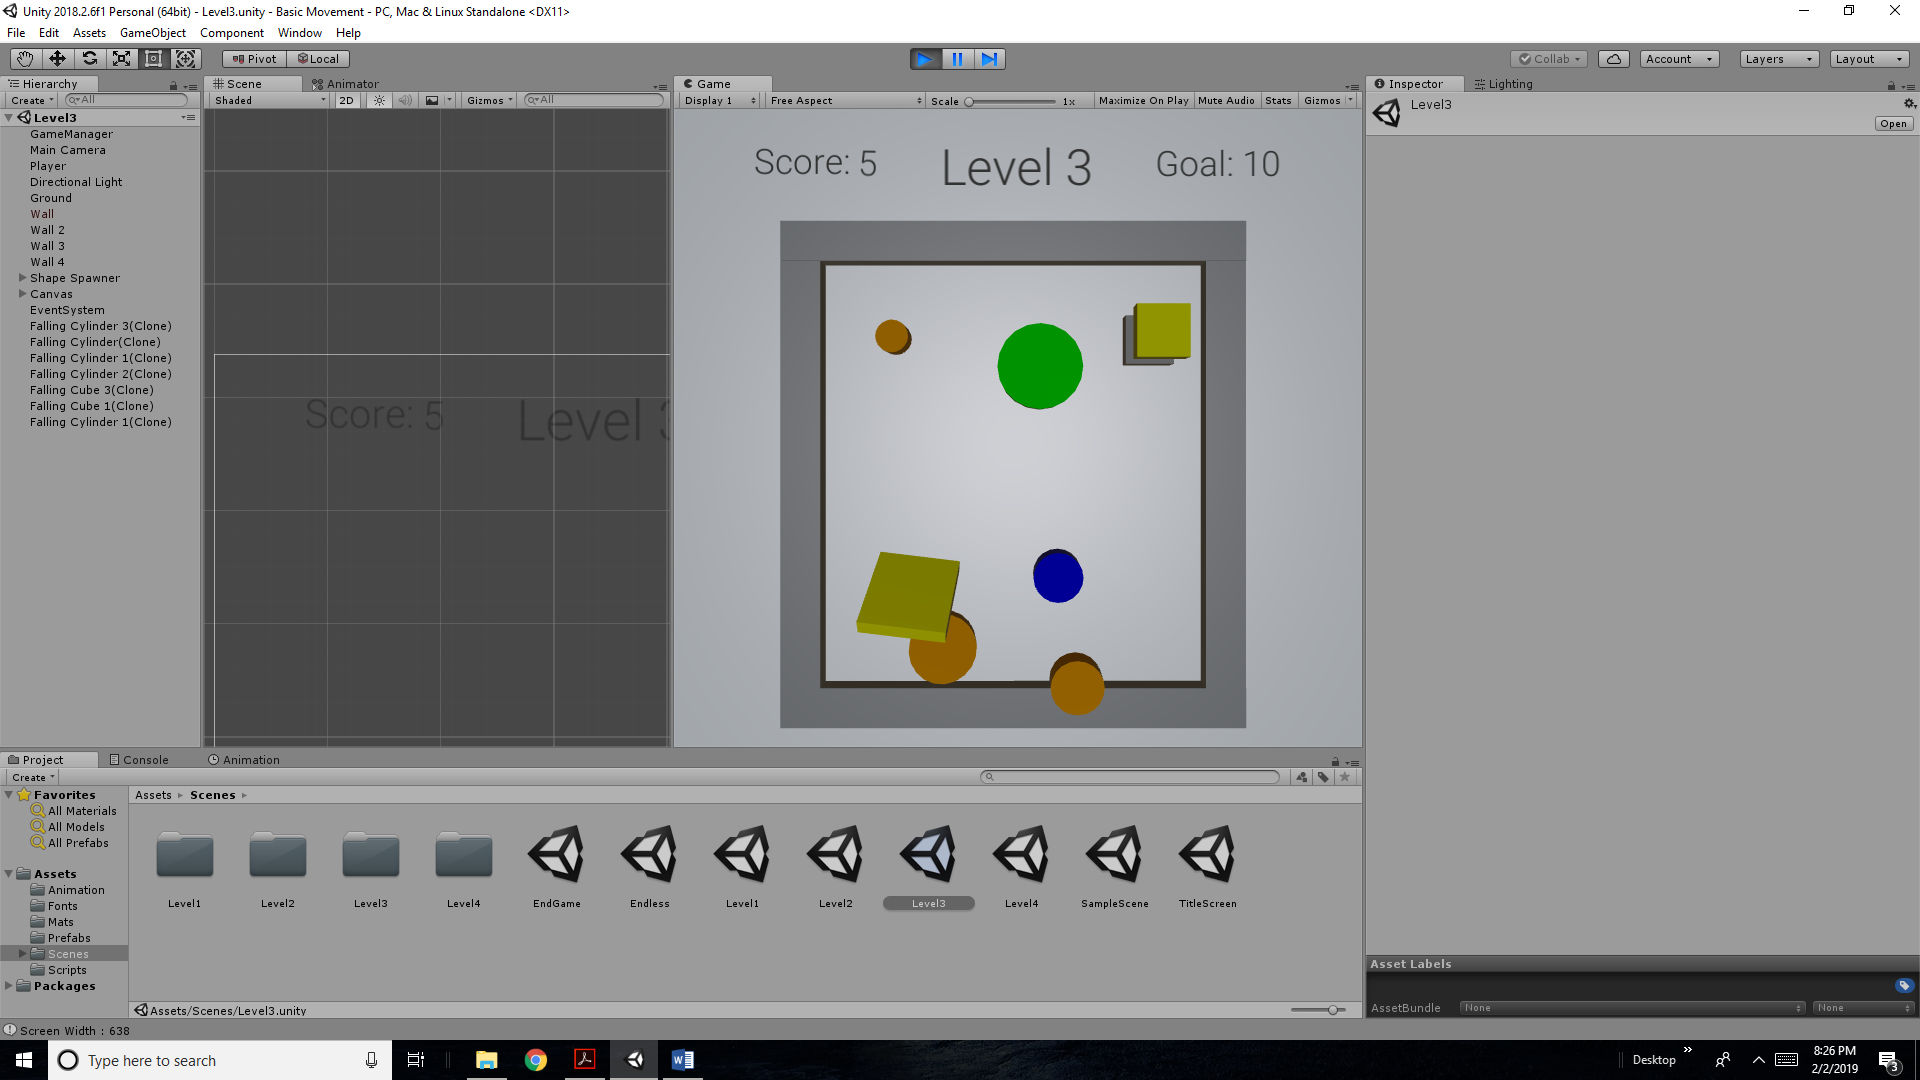 Unity 2018.2.6f1 Personal (64bit) - Level3.unity - Basic Movement - PC, Mac & Linux Standalone <DX11>
File Edit Assets GameObject Component Window Help
Pivot Local Collab Account Layers Layout
Hierarchy
Create All
Level3
GameManager
Main Camera
Player
Directional Light
Ground
Wall
Wall 2
Wall 3
Wall 4
Shape Spawner
Canvas
EventSystem
Falling Cylinder 3(Clone)
Falling Cylinder(Clone)
Falling Cylinder 1(Clone)
Falling Cylinder 2(Clone)
Falling Cube 3(Clone)
Falling Cube 1(Clone)
Falling Cylinder 1(Clone)
Scene Animator
Shaded 2D Gizmos All
Score: 5 Level 3
Game
Display 1 Free Aspect Scale 1x Maximize On Play Mute Audio Stats Gizmos
Score: 5 Level 3 Goal: 10
Inspector Lighting
Level3
Open
Project Console Animation
Create
Favorites
All Materials
All Models
All Prefabs
Assets
Animation
Fonts
Mats
Prefabs
Scenes
Scripts
Packages
Assets Scenes
Level1 Level2 Level3 Level4 EndGame Endless Level1 Level2 Level3 Level4 SampleScene TitleScreen
Assets/Scenes/Level3.unity
Asset Labels
AssetBundle None None
Screen Width : 638
Type here to search
Desktop
8:26 PM
2/2/2019
3